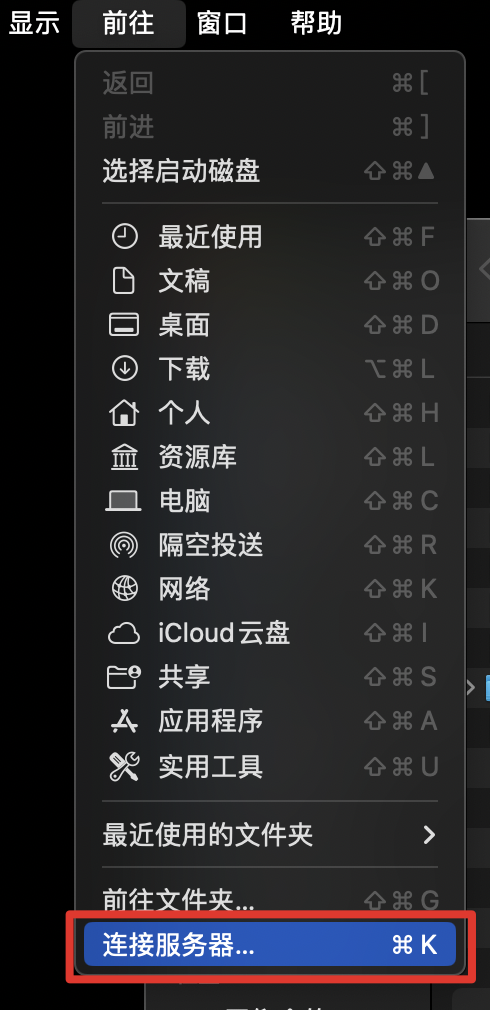 显示 前往 窗口 帮助
返回 ⌘[
前进 ⌘]
选择启动磁盘 ⇧⌘▲
最近使用 ⇧⌘F
文稿 ⇧⌘O
桌面 ⇧⌘D
下载 ⌥⌘L
个人 ⇧⌘H
资源库 ⇧⌘L
电脑 ⇧⌘C
隔空投送 ⇧⌘R
网络 ⇧⌘K
iCloud云盘 ⇧⌘I
共享 ⇧⌘S
应用程序 ⇧⌘A
实用工具 ⇧⌘U
最近使用的文件夹
前往文件夹... ⇧⌘G
连接服务器... ⌘K